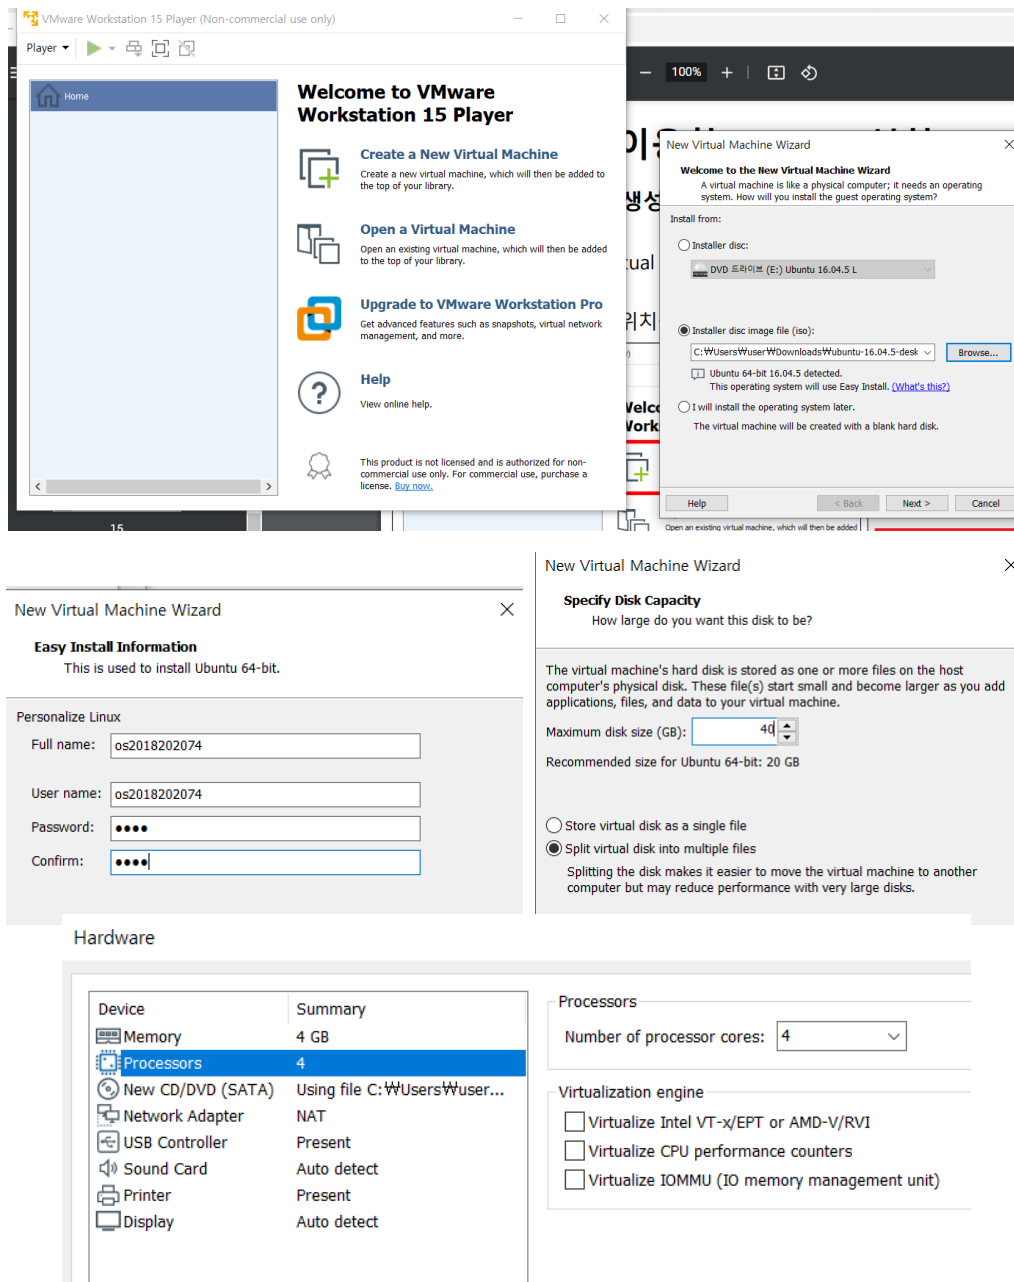 VMware Workstation 15 Player (Non-commercial use only)
Player
Home
Welcome to VMware
Workstation 15 Player
Create a New Virtual Machine
Create a new virtual machine, which will then be added to
the top of your library.
Open a Virtual Machine
Open an existing virtual machine, which will then be added
to the top of your library.
Upgrade to VMware Workstation Pro
Get advanced features such as snapshots, virtual network
management, and more.
Help
View online help.
This product is not licensed and is authorized for non-
commercial use only. For commercial use, purchase a
license. Buy now.
15
100%
생성
tual
위치
Welc
Work
Open an existing virtual machine, which will then be added
New Virtual Machine Wizard
Welcome to the New Virtual Machine Wizard
A virtual machine is like a physical computer; it needs an operating
system. How will you install the guest operating system?
Install from:
Installer disc:
DVD 드라이브 (E:) Ubuntu 16.04.5 L
Installer disc image file (iso):
C:₩Users₩user₩Downloads₩ubuntu-16.04.5-desk
Browse...
Ubuntu 64-bit 16.04.5 detected.
This operating system will use Easy Install. (What's this?)
I will install the operating system later.
The virtual machine will be created with a blank hard disk.
Help
< Back
Next >
Cancel
New Virtual Machine Wizard
Easy Install Information
This is used to install Ubuntu 64-bit.
Personalize Linux
Full name: os2018202074
User name: os2018202074
Password: ●●●●
Confirm: ●●●●
New Virtual Machine Wizard
Specify Disk Capacity
How large do you want this disk to be?
The virtual machine's hard disk is stored as one or more files on the host
computer's physical disk. These file(s) start small and become larger as you add
applications, files, and data to your virtual machine.
Maximum disk size (GB): 40
Recommended size for Ubuntu 64-bit: 20 GB
Store virtual disk as a single file
Split virtual disk into multiple files
Splitting the disk makes it easier to move the virtual machine to another
computer but may reduce performance with very large disks.
Hardware
Device Summary
Memory 4 GB
Processors 4
New CD/DVD (SATA) Using file C:₩Users₩user...
Network Adapter NAT
USB Controller Present
Sound Card Auto detect
Printer Present
Display Auto detect
Processors
Number of processor cores: 4
Virtualization engine
Virtualize Intel VT-x/EPT or AMD-V/RVI
Virtualize CPU performance counters
Virtualize IOMMU (IO memory management unit)